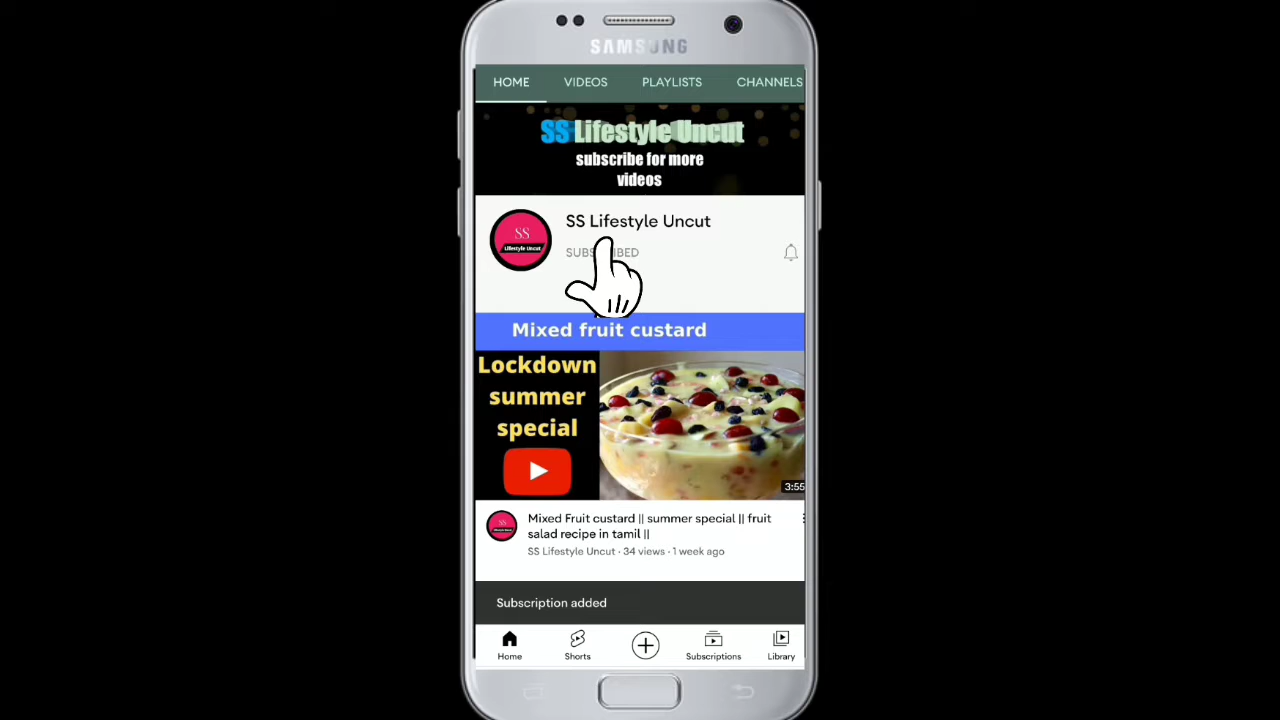 SAMSUNG
HOME VIDEOS PLAYLISTS CHANNELS
SS Lifestyle Uncut
subscribe for more
videos
SS
Lifestyle Uncut
SS Lifestyle Uncut
Mixed fruit custard
Lockdown
summer
special
3:55
SS
Mixed Fruit custard || summer special || fruit
salad recipe in tamil ||
SS Lifestyle Uncut · 34 views · 1 week ago
Subscription added
Home Shorts Subscriptions Library